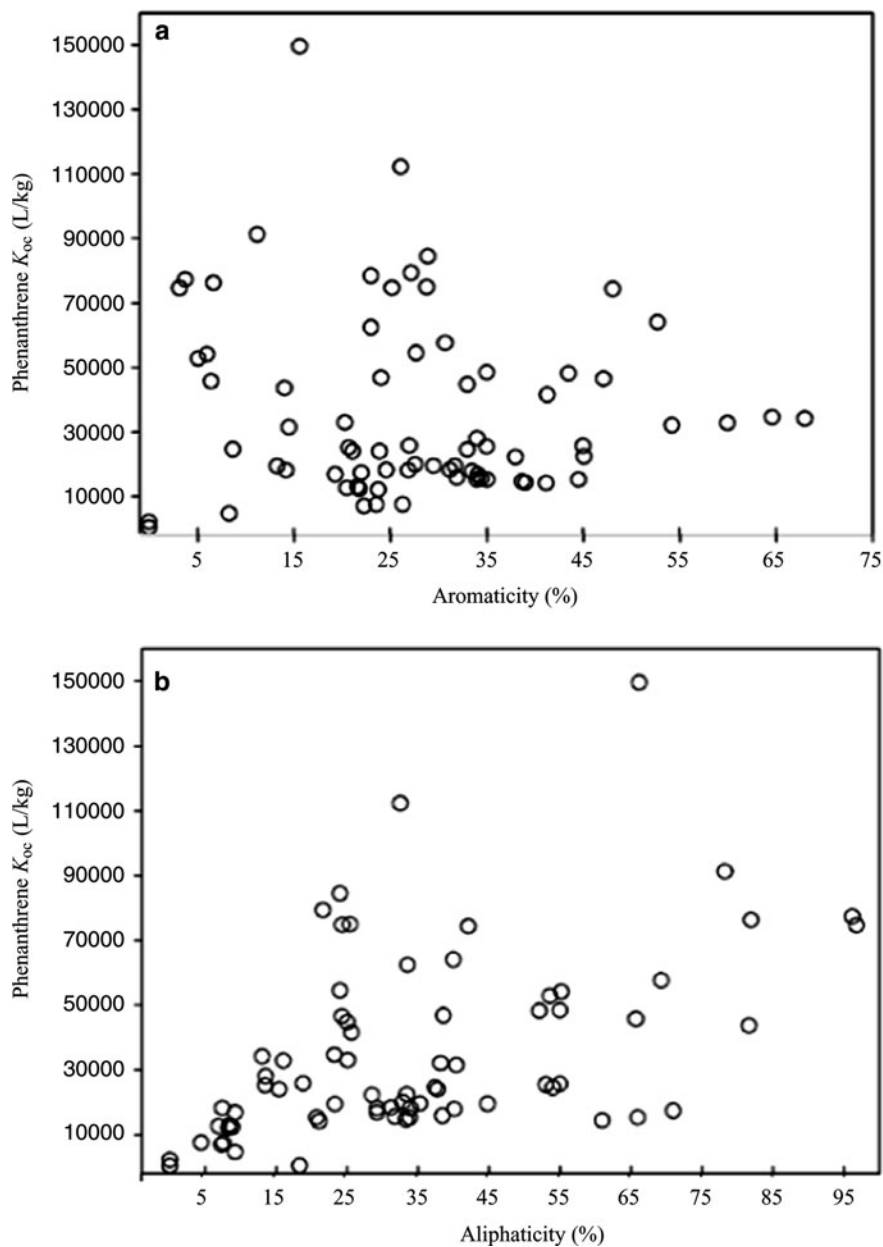 a
150000
130000
110000
90000
70000
50000
30000
10000
Phenanthrene Koc (L/kg)
5 15 25 35 45 55 65 75
Aromaticity (%)
b
150000
130000
110000
90000
70000
50000
30000
10000
Phenanthrene Koc (L/kg)
5 15 25 35 45 55 65 75 85 95
Aliphaticity (%)